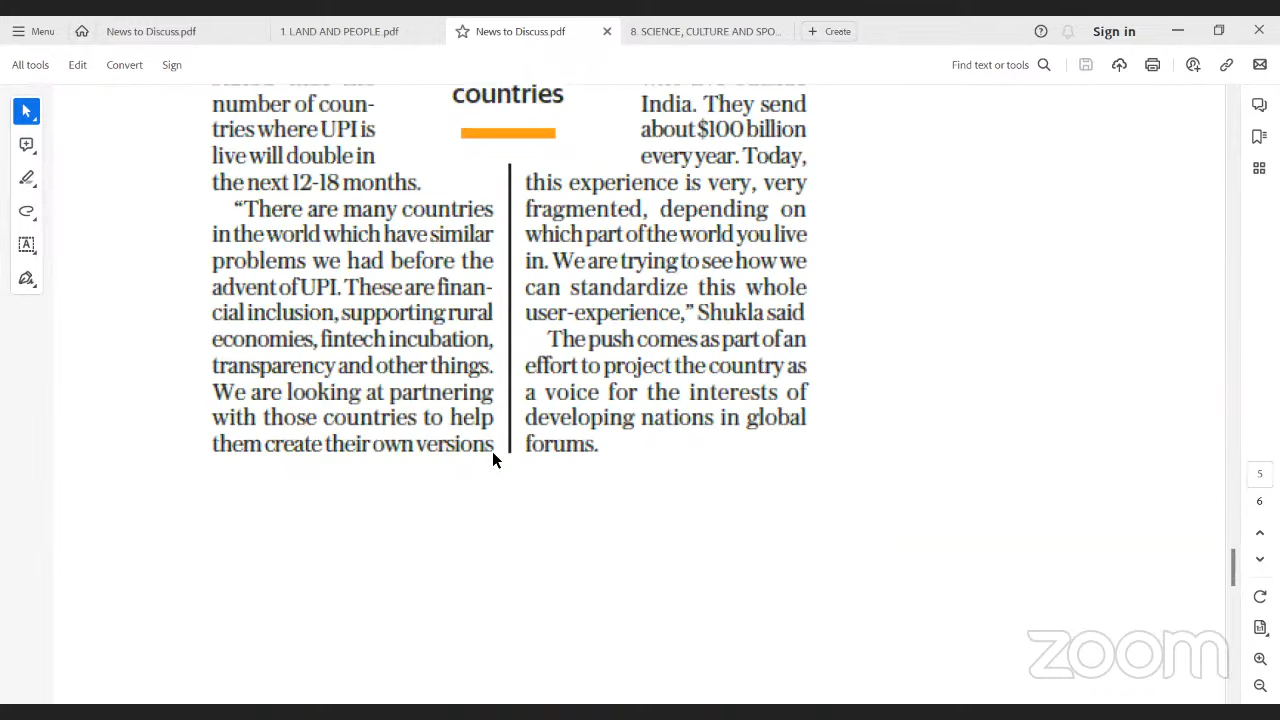 Menu
News to Discuss.pdf
1. LAND AND PEOPLE.pdf
News to Discuss.pdf
8. SCIENCE, CULTURE AND SPO...
Create
Sign in
All tools
Edit
Convert
Sign
Find text or tools
number of coun-
tries where UPI is
live will double in
the next 12-18 months.
"There are many countries
in the world which have similar
problems we had before the
advent of UPI. These are finan-
cial inclusion, supporting rural
economies, fintech incubation,
transparency and other things.
We are looking at partnering
with those countries to help
them create their own versions
countries
India. They send
about $100 billion
every year. Today,
this experience is very, very
fragmented, depending on
which part of the world you live
in. We are trying to see how we
can standardize this whole
user-experience," Shukla said
The push comes as part of an
effort to project the country as
a voice for the interests of
developing nations in global
forums.
5
6
zoom